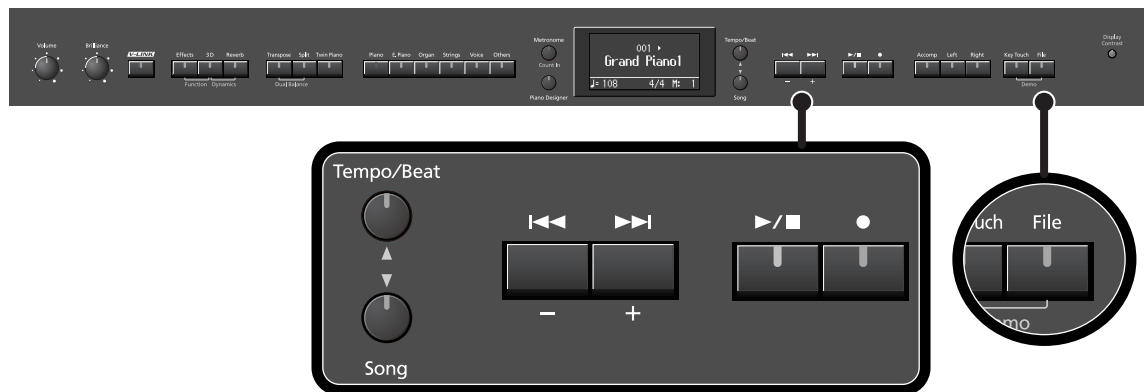 Volume
Brilliance
V-LINK
Effects 3D Reverb
Function Dynamics
Transpose Split Twin Piano
Dual Balance
Piano E. Piano Organ Strings Voice Others
Metronome
Count In
Piano Designer
001 ▸
Grand Piano1
♩= 108 4/4 M: 1
Tempo/Beat
Song
− +
Accomp Left Right
Key Touch File
Demo
Display
Contrast
Tempo/Beat
Song
− +
uch File
emo